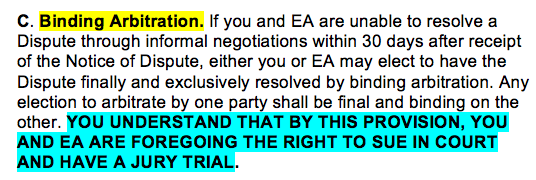 C. Binding Arbitration. If you and EA are unable to resolve a
Dispute through informal negotiations within 30 days after receipt
of the Notice of Dispute, either you or EA may elect to have the
Dispute finally and exclusively resolved by binding arbitration. Any
election to arbitrate by one party shall be final and binding on the
other. YOU UNDERSTAND THAT BY THIS PROVISION, YOU
AND EA ARE FOREGOING THE RIGHT TO SUE IN COURT
AND HAVE A JURY TRIAL.